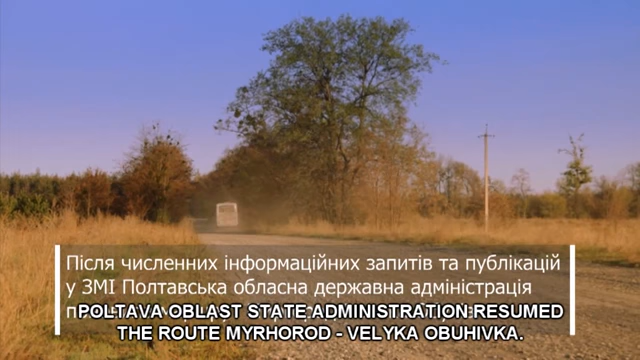 Після численних інформаційних запитів та публікацій
у ЗМІ Полтавська обласна державна адміністрація
POLTAVA OBLAST STATE ADMINISTRATION RESUMED
THE ROUTE MYRHOROD - VELYKA OBUHIVKA.